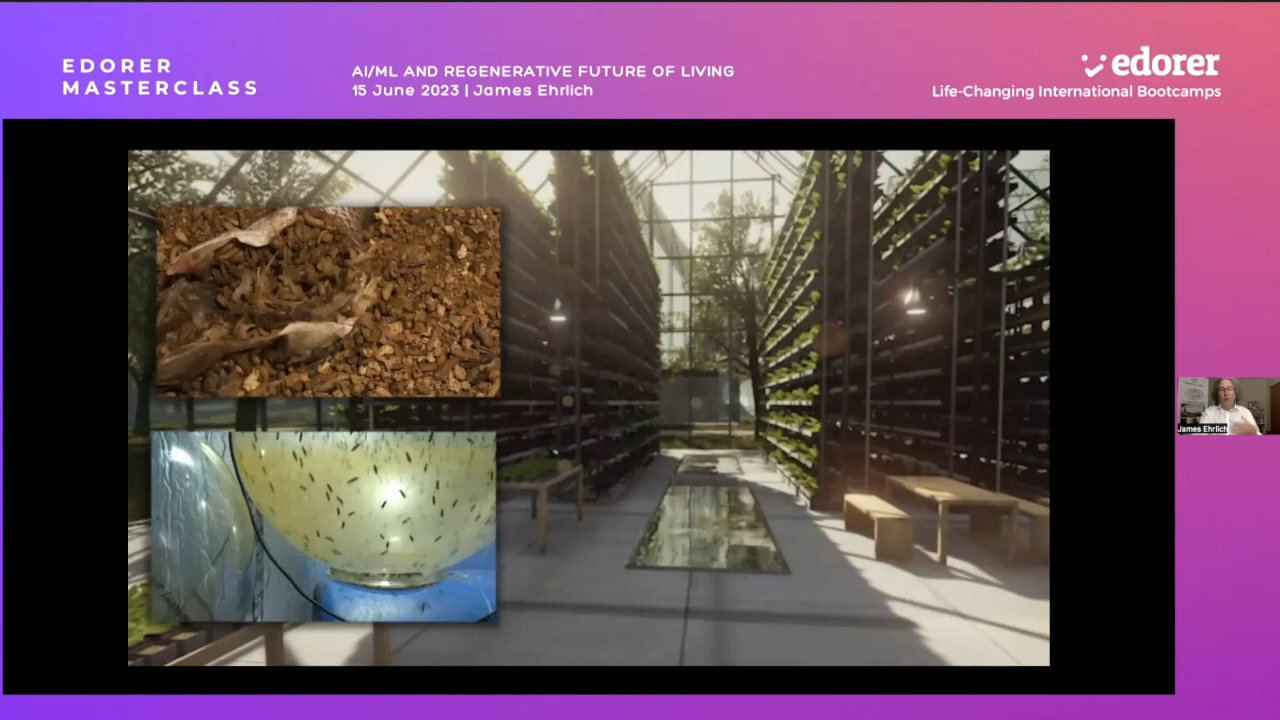 EDORER
MASTERCLASS
AI/ML AND REGENERATIVE FUTURE OF LIVING
15 June 2023 | James Ehrlich
edorer
Life-Changing International Bootcamps
James Ehrlich